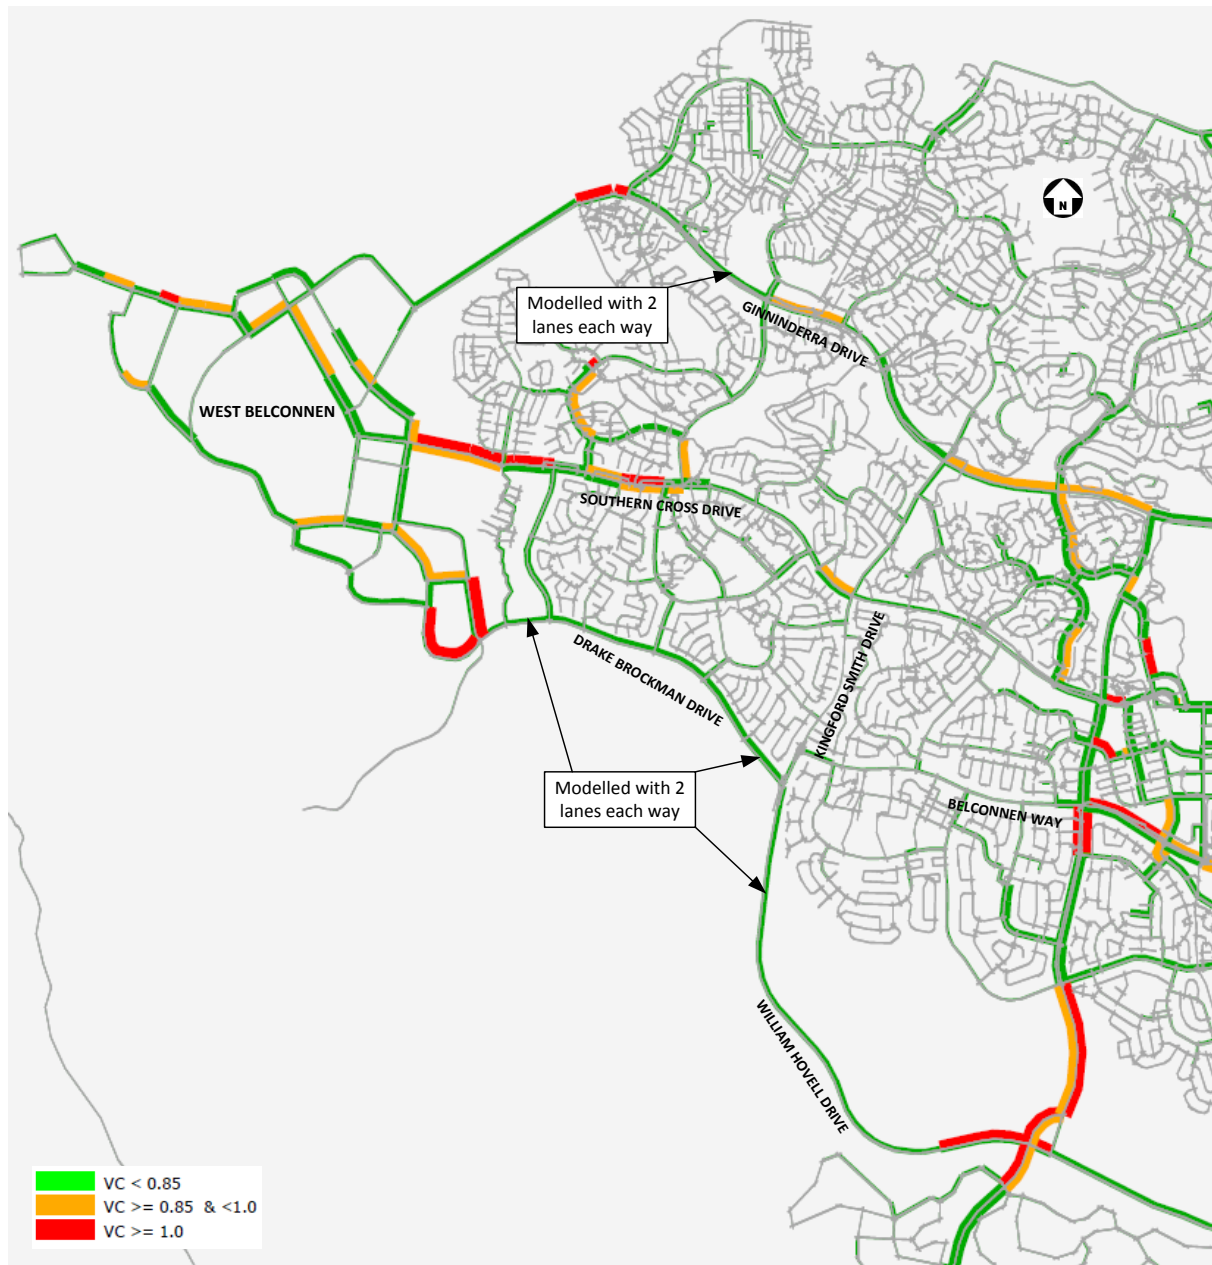 N
Modelled with 2
lanes each way
GINNINDERRA DRIVE
WEST BELCONNEN
SOUTHERN CROSS DRIVE
DRAKE BROCKMAN DRIVE
KINGFORD SMITH DRIVE
Modelled with 2
lanes each way
BELCONNEN WAY
WILLIAM HOVELL DRIVE
VC < 0.85
VC >= 0.85 & <1.0
VC >= 1.0